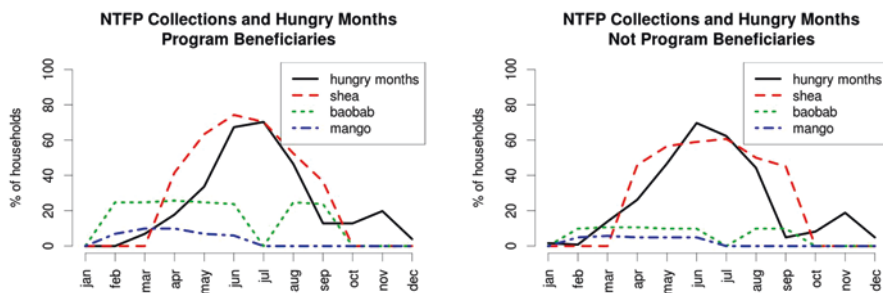 NTFP Collections and Hungry Months
Program Beneficiaries
hungry months
shea
baobab
mango
% of households
100
80
60
40
20
0
jan
feb
mar
apr
may
jun
jul
aug
sep
oct
nov
dec
NTFP Collections and Hungry Months
Not Program Beneficiaries
hungry months
shea
baobab
mango
% of households
100
80
60
40
20
0
jan
feb
mar
apr
may
jun
jul
aug
sep
oct
nov
dec